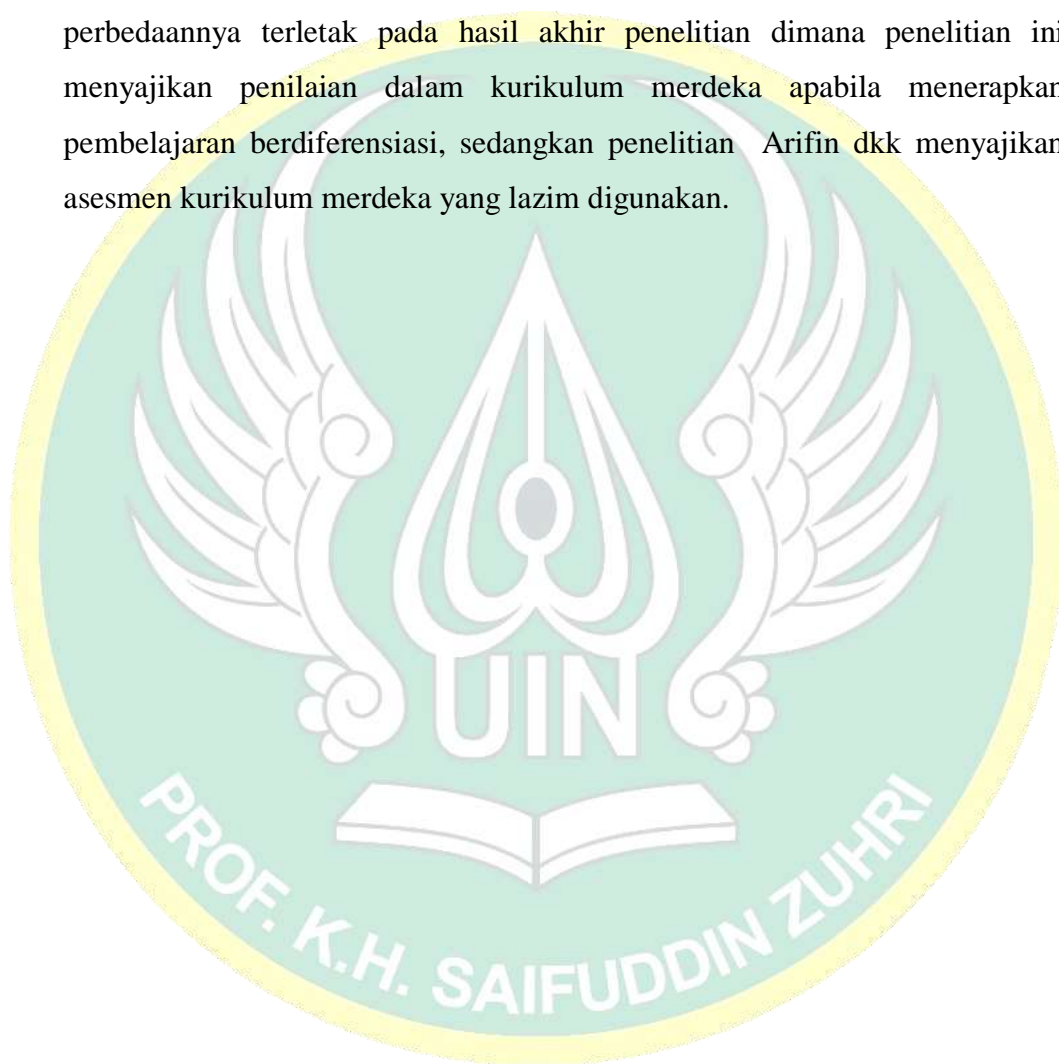 perbedaannya terletak pada hasil akhir penelitian dimana penelitian ini
menyajikan penilaian dalam kurikulum merdeka apabila menerapkan
pembelajaran berdiferensiasi, sedangkan penelitian Arifin dkk menyajikan
asesmen kurikulum merdeka yang lazim digunakan.
UIN
PROF. K.H. SAIFUDDIN ZUHRI